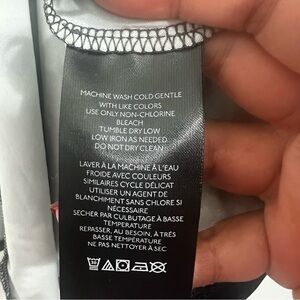 MACHINE WASH COLD GENTLE
WITH LIKE COLORS
USE ONLY NON-CHLORINE
BLEACH
TUMBLE DRY LOW
LOW IRON AS NEEDED
DO NOT DRY CLEAN
LAVER À LA MACHINE À L'EAU
FROIDE AVEC COULEURS
SIMILAIRES CYCLE DÉLICAT
UTILISER UN AGENT DE
BLANCHIMENT SANS CHLORE SI
NÉCESSAIRE
SECHER PAR CULBUTAGE À BASSE
TEMPERATURE
REPASSER, AU BESOIN, À TRÈS
BASSE TEMPÉRATURE
NE PAS NETTOYER À SEC